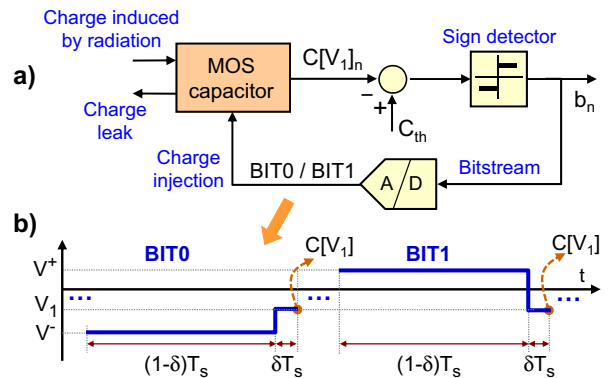 Charge induced
by radiation
Sign detector
a)
MOS
capacitor
C[V₁]ₙ
−
+
bₙ
Cₜₕ
Charge
leak
Charge
injection
BIT0 / BIT1
A / D
Bitstream
b)
C[V₁]
C[V₁]
BIT0
BIT1
V⁺
t
...
...
...
V₁
V⁻
(1-δ)Tₛ
δTₛ
(1-δ)Tₛ
δTₛ